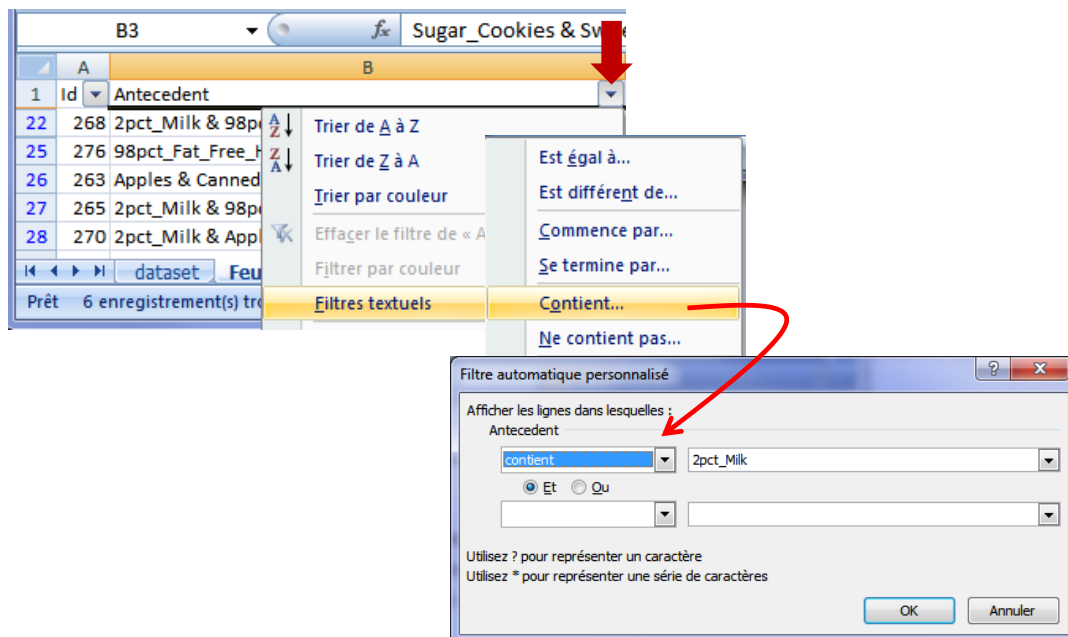 B3 fx Sugar_Cookies & Sw
A B
1 Id Antecedent
22 268 2pct_Milk & 98p
25 276 98pct_Fat_Free_H
26 263 Apples & Canned
27 265 2pct_Milk & 98p
28 270 2pct_Milk & Appl
dataset Feu
Prêt 6 enregistrement(s) tro
Trier de A à Z
Trier de Z à A
Trier par couleur
Effacer le filtre de « A
Filtrer par couleur
Filtres textuels
Est égal à...
Est différent de...
Commence par...
Se termine par...
Contient...
Ne contient pas...
Filtre automatique personnalisé
Afficher les lignes dans lesquelles :
Antecedent
contient 2pct_Milk
Et Ou
Utilisez ? pour représenter un caractère
Utilisez * pour représenter une série de caractères
OK Annuler